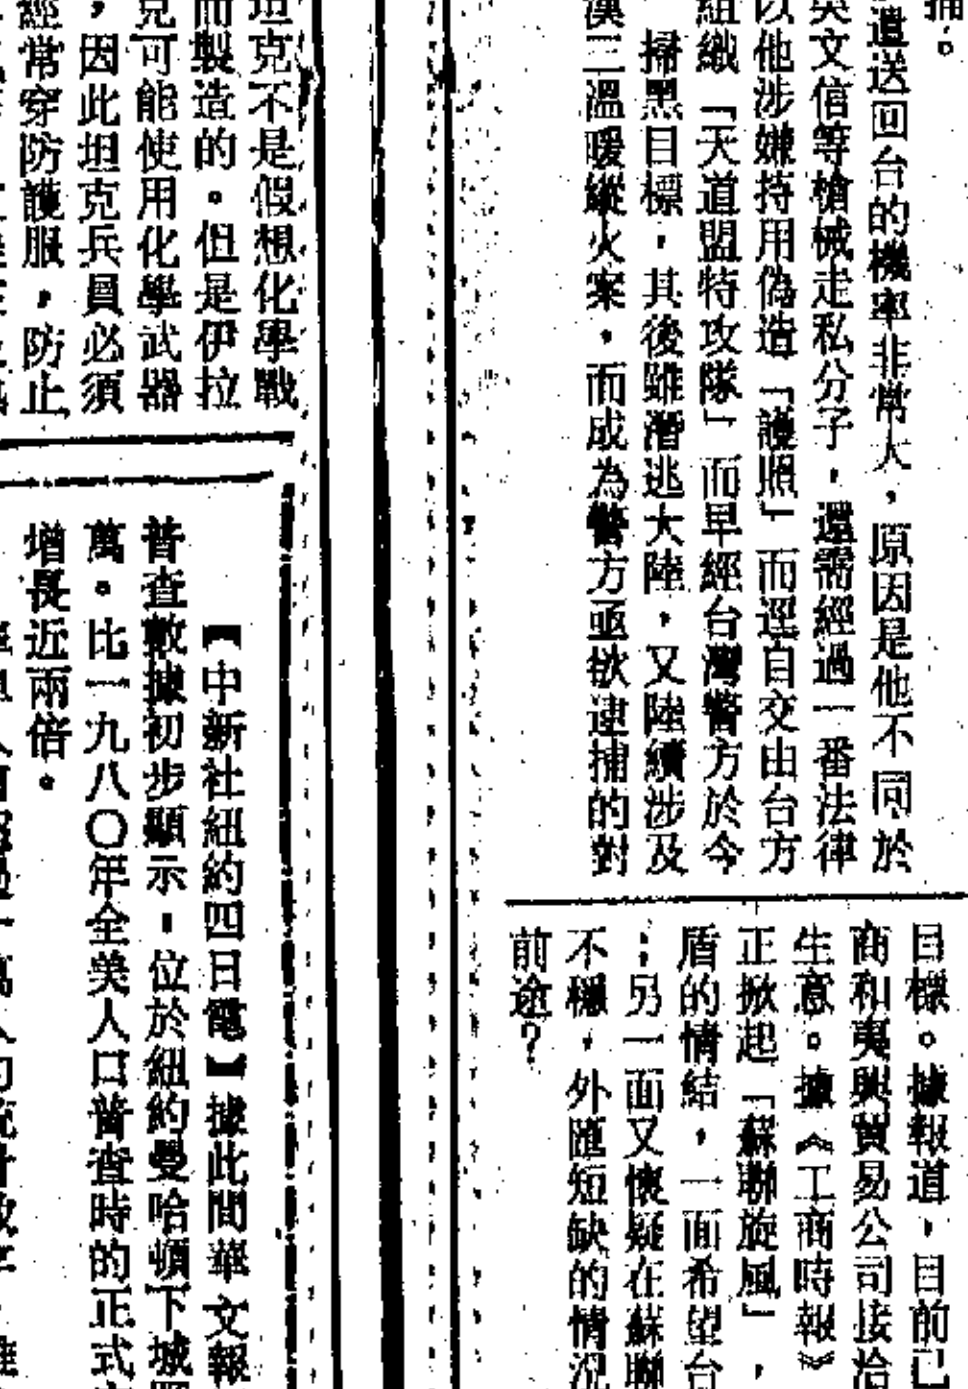 捕。
遣送回台的機率非常大，原因是他不同於
英文信等槍械走私分子，還需經過一番法律
以他涉嫌持用偽造「護照」而逕自交由台方
組織「天道盟特攻隊」而早經台灣警方於今
掃黑目標，其後雖潛逃大陸，又陸續涉及
漢三溫暖縱火案，而成為警方亟欲逮捕的對
目標。據報道，目前已
商和夷興貿易公司接洽
生意。據《工商時報》
正掀起「蘇聯旋風」，
盾的情結，一面希望台
；另一面又懷疑在蘇聯
不穩，外匯短缺的情況
前途？
坦克不是假想化學戰
而製造的。但是伊拉
克可能使用化學武器
，因此坦克兵員必須
經常穿防護服，防止
【中新社紐約四日電】據此間華文報
普查數據初步顯示，位於紐約曼哈頓下城
萬。比一九八〇年全美人口普查時的正式
增長近兩倍。